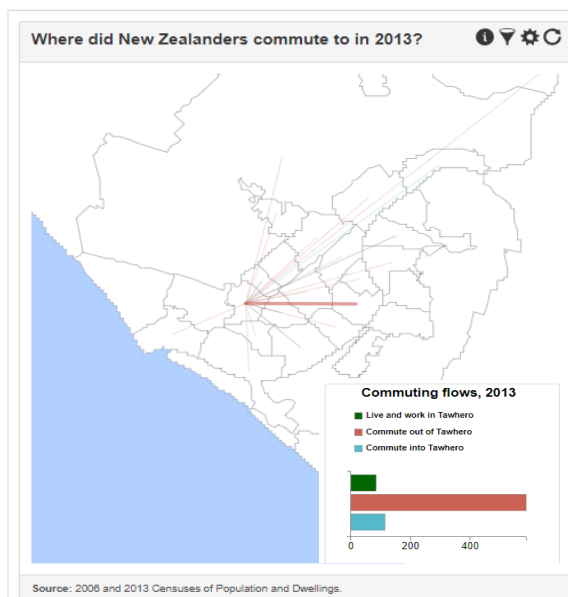 Where did New Zealanders commute to in 2013?
Commuting flows, 2013
Live and work in Tawhero
Commute out of Tawhero
Commute into Tawhero
0 200 400
Source: 2006 and 2013 Censuses of Population and Dwellings.